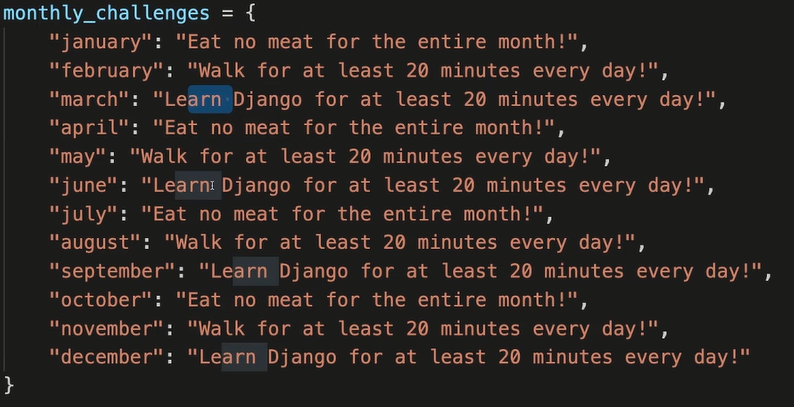 monthly_challenges = {
"january": "Eat no meat for the entire month!",
"february": "Walk for at least 20 minutes every day!",
"march": "Learn Django for at least 20 minutes every day!",
"april": "Eat no meat for the entire month!",
"may": "Walk for at least 20 minutes every day!",
"june": "Learn Django for at least 20 minutes every day!",
"july": "Eat no meat for the entire month!",
"august": "Walk for at least 20 minutes every day!",
"september": "Learn Django for at least 20 minutes every day!",
"october": "Eat no meat for the entire month!",
"november": "Walk for at least 20 minutes every day!",
"december": "Learn Django for at least 20 minutes every day!"
}